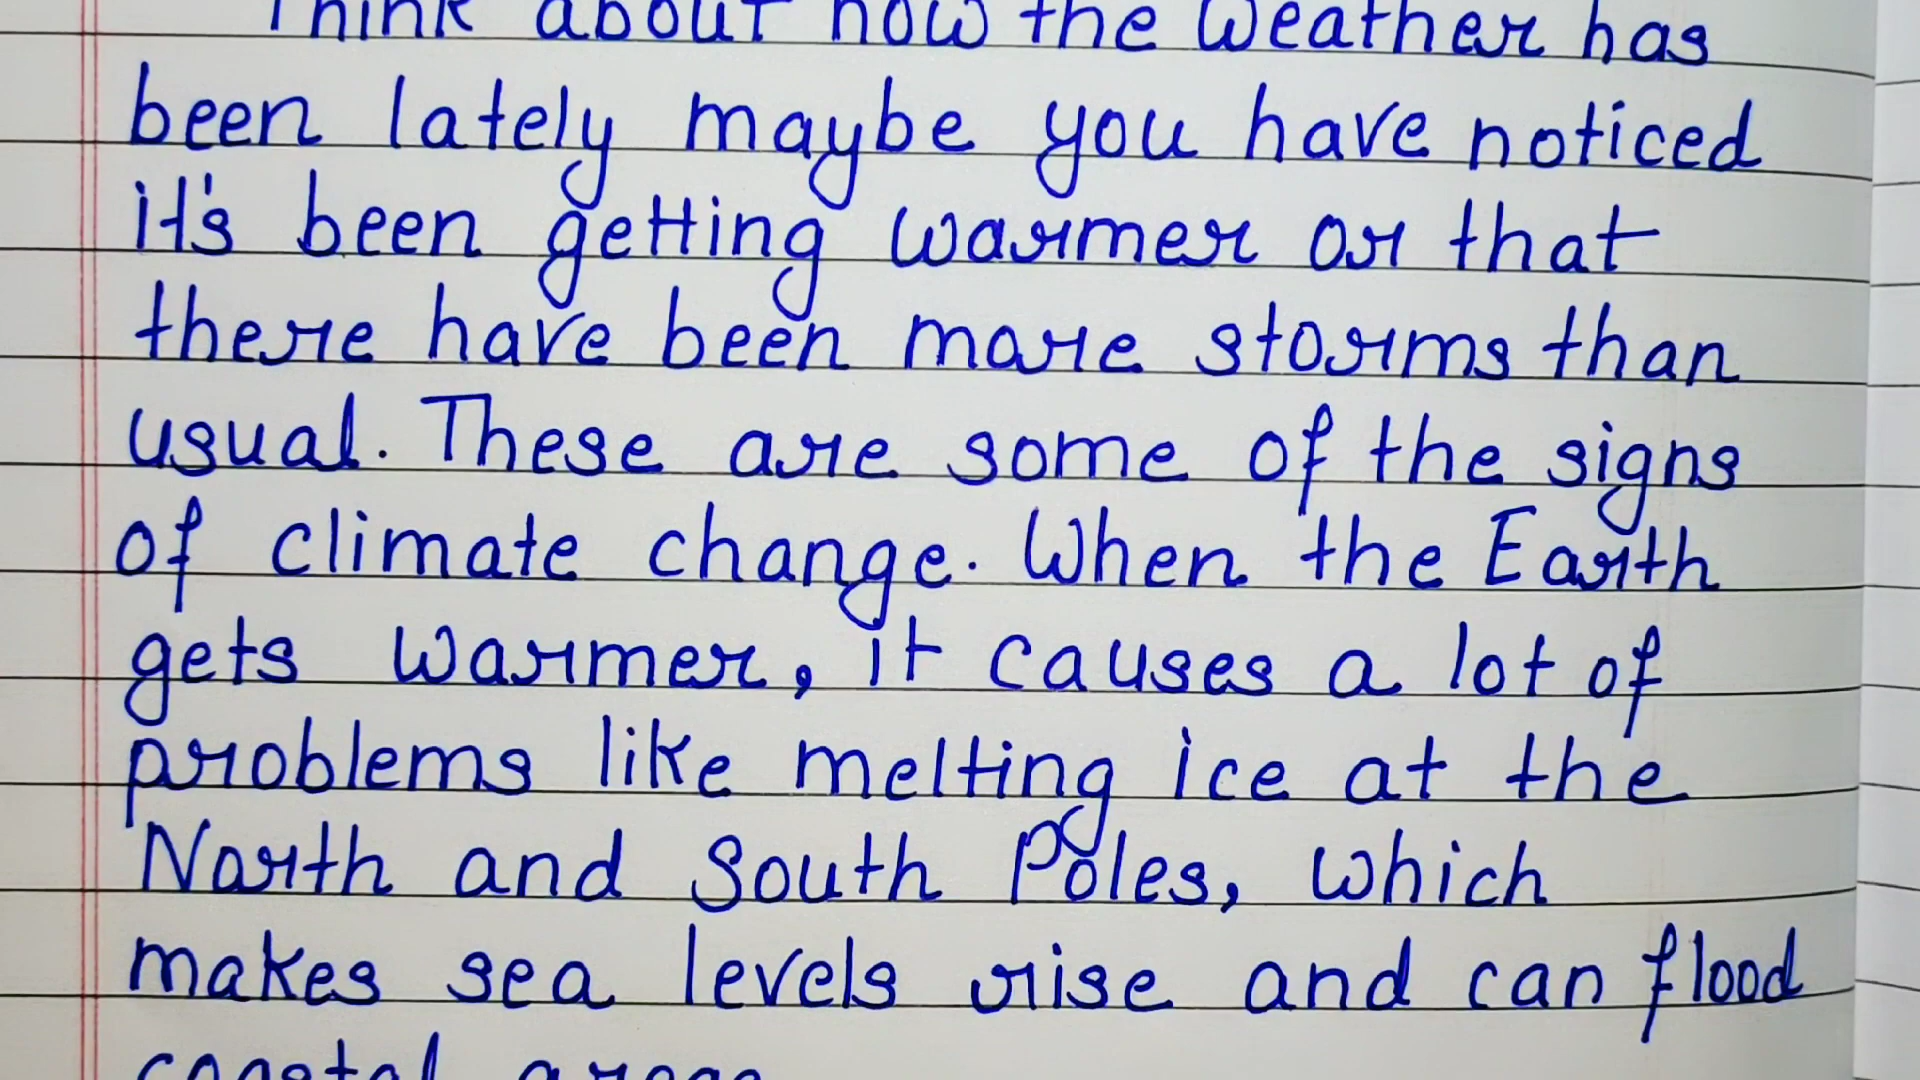 Think about how the weather has
been lately maybe you have noticed
it's been getting warmer or that
there have been more storms than
usual. These are some of the signs
of climate change. When the Earth
gets warmer, it causes a lot of
problems like melting ice at the
North and South Poles, which
makes sea levels rise and can flood
coastal areas